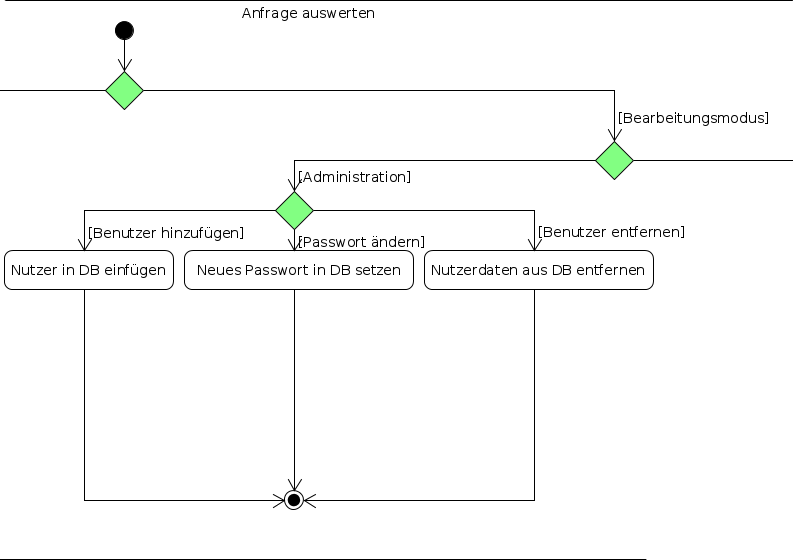 Anfrage auswerten
[Bearbeitungsmodus]
[Administration]
[Benutzer hinzufügen]
[Passwort ändern]
[Benutzer entfernen]
Nutzer in DB einfügen
Neues Passwort in DB setzen
Nutzerdaten aus DB entfernen